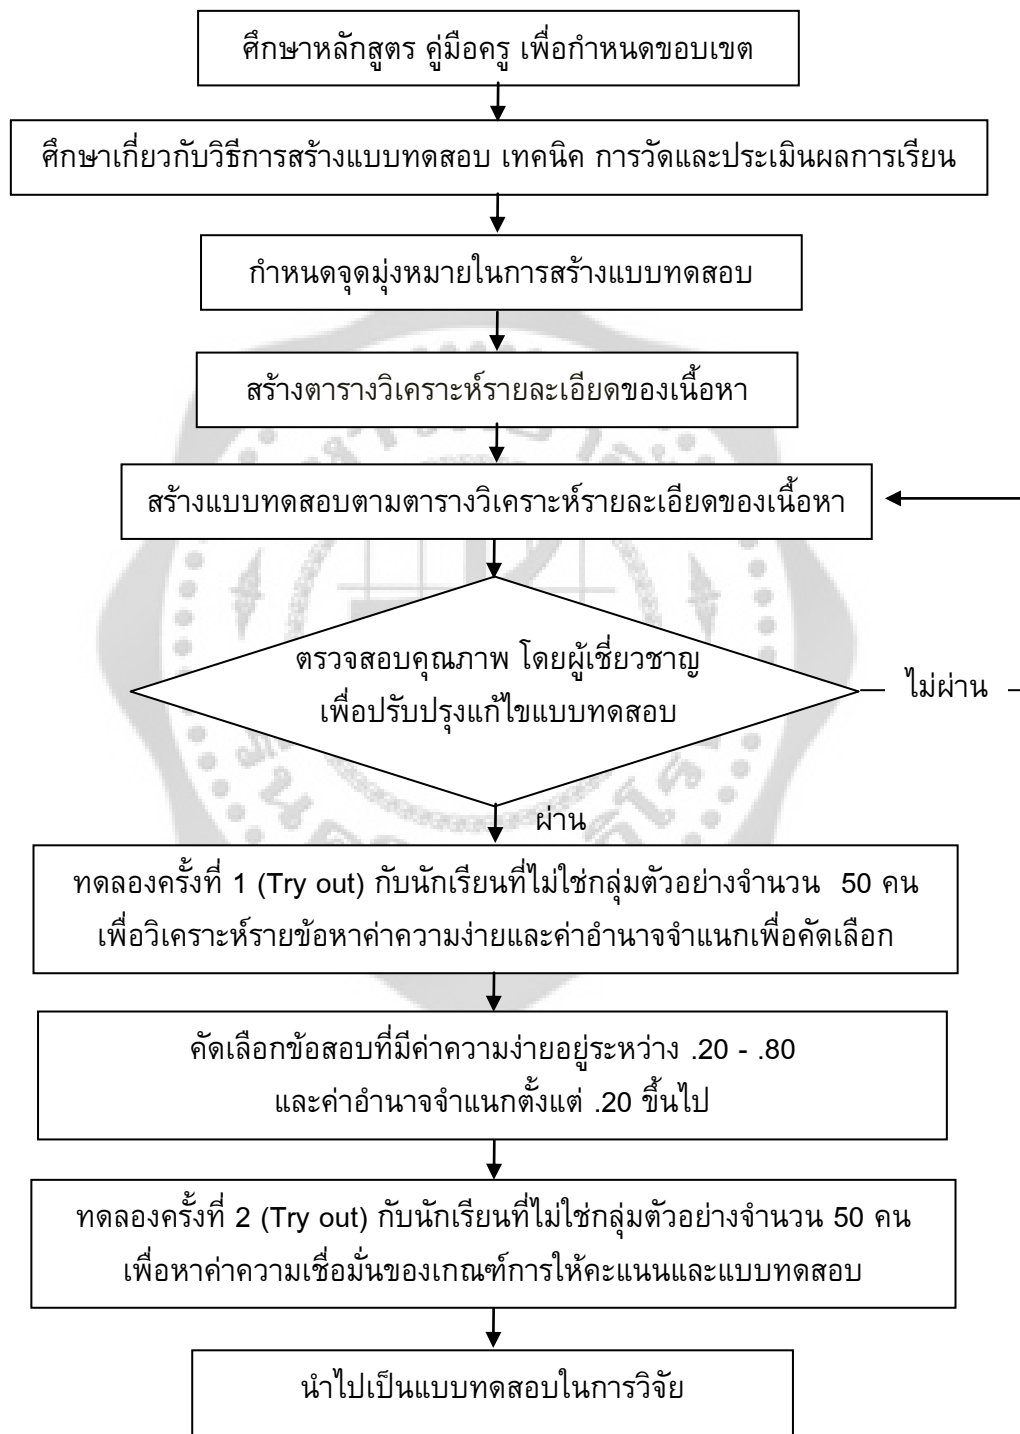 ศึกษาหลักสูตร คู่มือครู เพื่อกำหนดขอบเขต
ศึกษาเกี่ยวกับวิธีการสร้างแบบทดสอบ เทคนิค การวัดและประเมินผลการเรียน
กำหนดจุดมุ่งหมายในการสร้างแบบทดสอบ
สร้างตารางวิเคราะห์รายละเอียดของเนื้อหา
สร้างแบบทดสอบตามตารางวิเคราะห์รายละเอียดของเนื้อหา
ตรวจสอบคุณภาพ โดยผู้เชี่ยวชาญ
เพื่อปรับปรุงแก้ไขแบบทดสอบ
ไม่ผ่าน
ผ่าน
ทดลองครั้งที่ 1 (Try out) กับนักเรียนที่ไม่ใช่กลุ่มตัวอย่างจำนวน 50 คน
เพื่อวิเคราะห์รายข้อหาค่าความง่ายและค่าอำนาจจำแนกเพื่อคัดเลือก
คัดเลือกข้อสอบที่มีค่าความง่ายอยู่ระหว่าง .20 - .80
และค่าอำนาจจำแนกตั้งแต่ .20 ขึ้นไป
ทดลองครั้งที่ 2 (Try out) กับนักเรียนที่ไม่ใช่กลุ่มตัวอย่างจำนวน 50 คน
เพื่อหาค่าความเชื่อมั่นของเกณฑ์การให้คะแนนและแบบทดสอบ
นำไปเป็นแบบทดสอบในการวิจัย